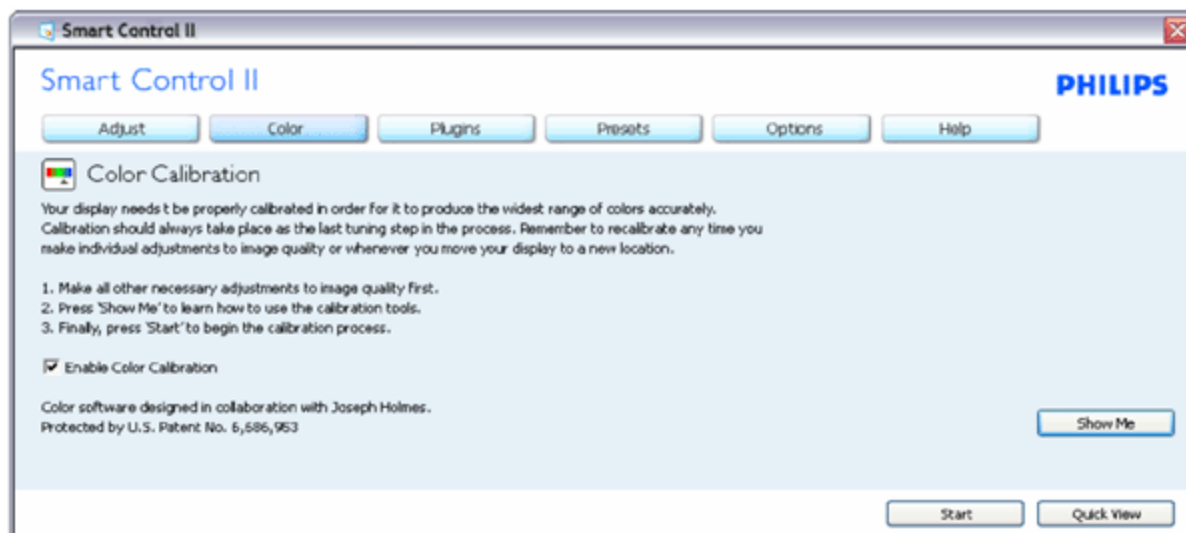 Smart Control II
Smart Control II
PHILIPS
Adjust Color Plugins Presets Options Help
Color Calibration
Your display needs t be properly calibrated in order for it to produce the widest range of colors accurately.
Calibration should always take place as the last tuning step in the process. Remember to recalibrate any time you
make individual adjustments to image quality or whenever you move your display to a new location.
1. Make all other necessary adjustments to image quality first.
2. Press 'Show Me' to learn how to use the calibration tools.
3. Finally, press 'Start' to begin the calibration process.
Enable Color Calibration
Color software designed in collaboration with Joseph Holmes.
Protected by U.S. Patent No. 6,686,953
Show Me
Start Quick View